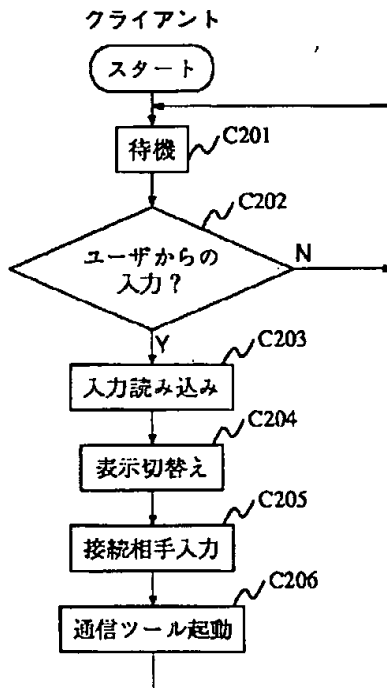 クライアント
スタート
待機
C201
C202
ユーザからの
入力？
N
Y
C203
入力読み込み
C204
表示切替え
C205
接続相手入力
C206
通信ツール起動